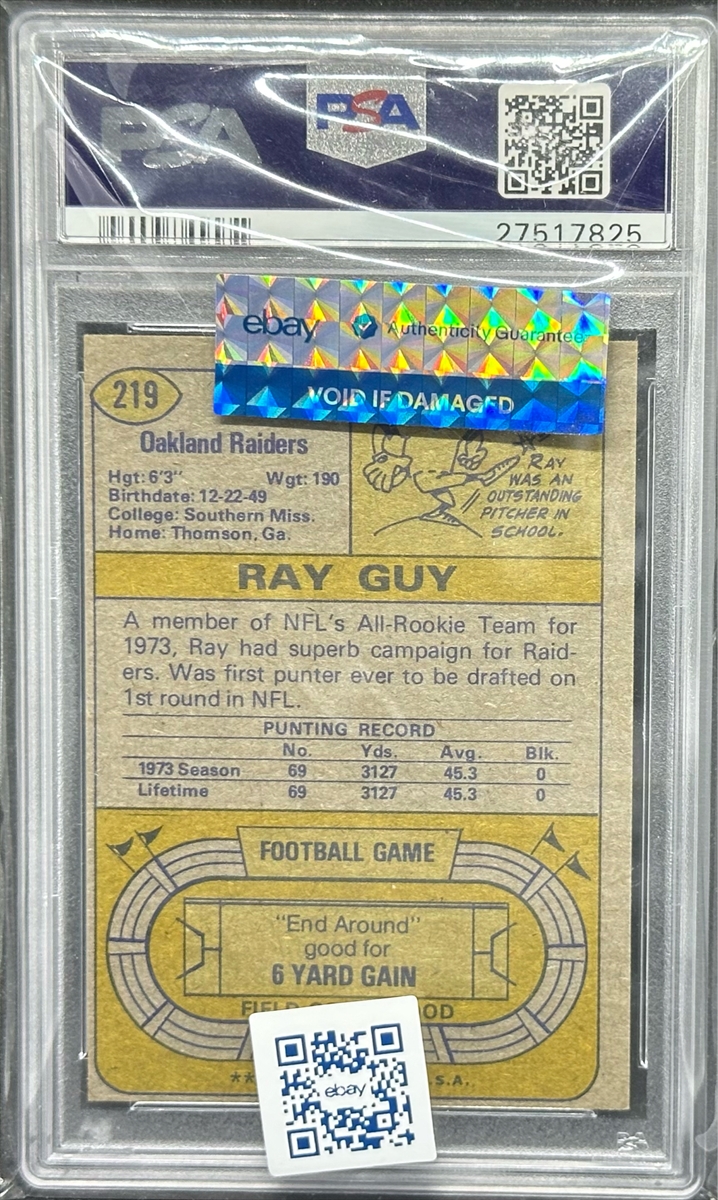 PSA
PSA
27517825
ebay Authenticity Guarantee
VOID IF DAMAGED
219
Oakland Raiders
Hgt: 6'3" Wgt: 190
Birthdate: 12-22-49
College: Southern Miss.
Home: Thomson, Ga.
RAY
WAS AN
OUTSTANDING
PITCHER IN
SCHOOL.
RAY GUY
A member of NFL's All-Rookie Team for
1973, Ray had superb campaign for Raid-
ers. Was first punter ever to be drafted on
1st round in NFL.
PUNTING RECORD
No. Yds. Avg. Blk.
1973 Season 69 3127 45.3 0
Lifetime 69 3127 45.3 0
FOOTBALL GAME
"End Around"
good for
6 YARD GAIN
FIELD OD
ebay
**
S.A.
PSA